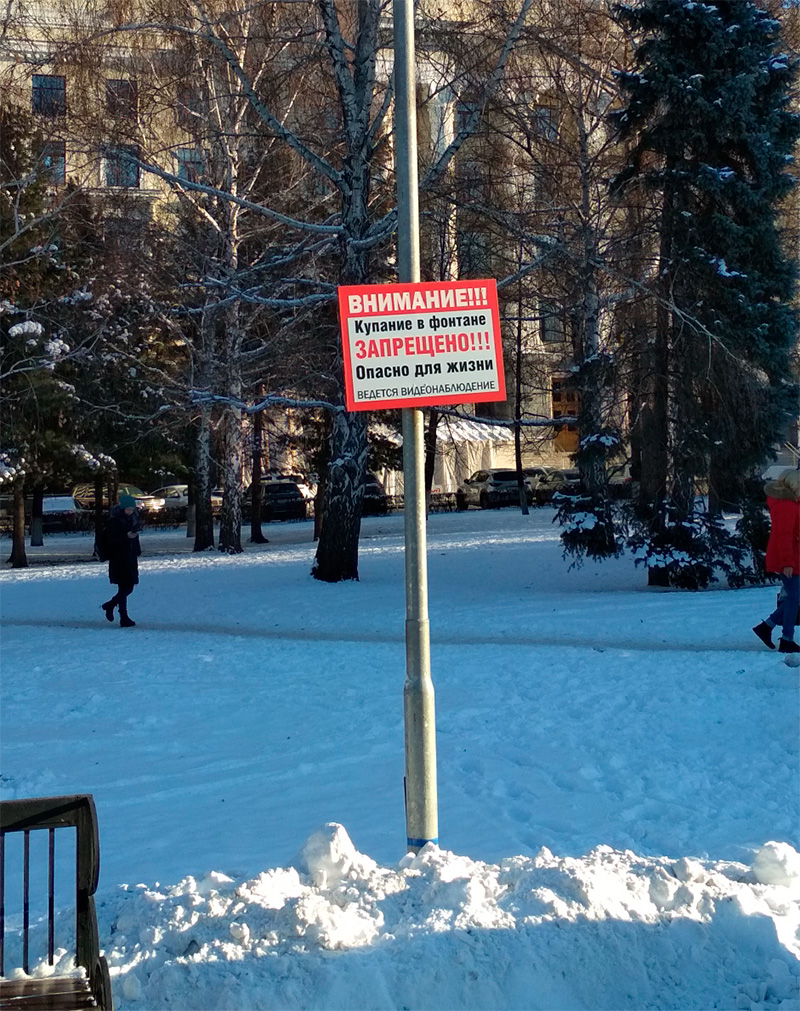 ВНИМАНИЕ!!!
Купание в фонтане
ЗАПРЕЩЕНО!!!
Опасно для жизни
ВЕДЕТСЯ ВИДЕОНАБЛЮДЕНИЕ